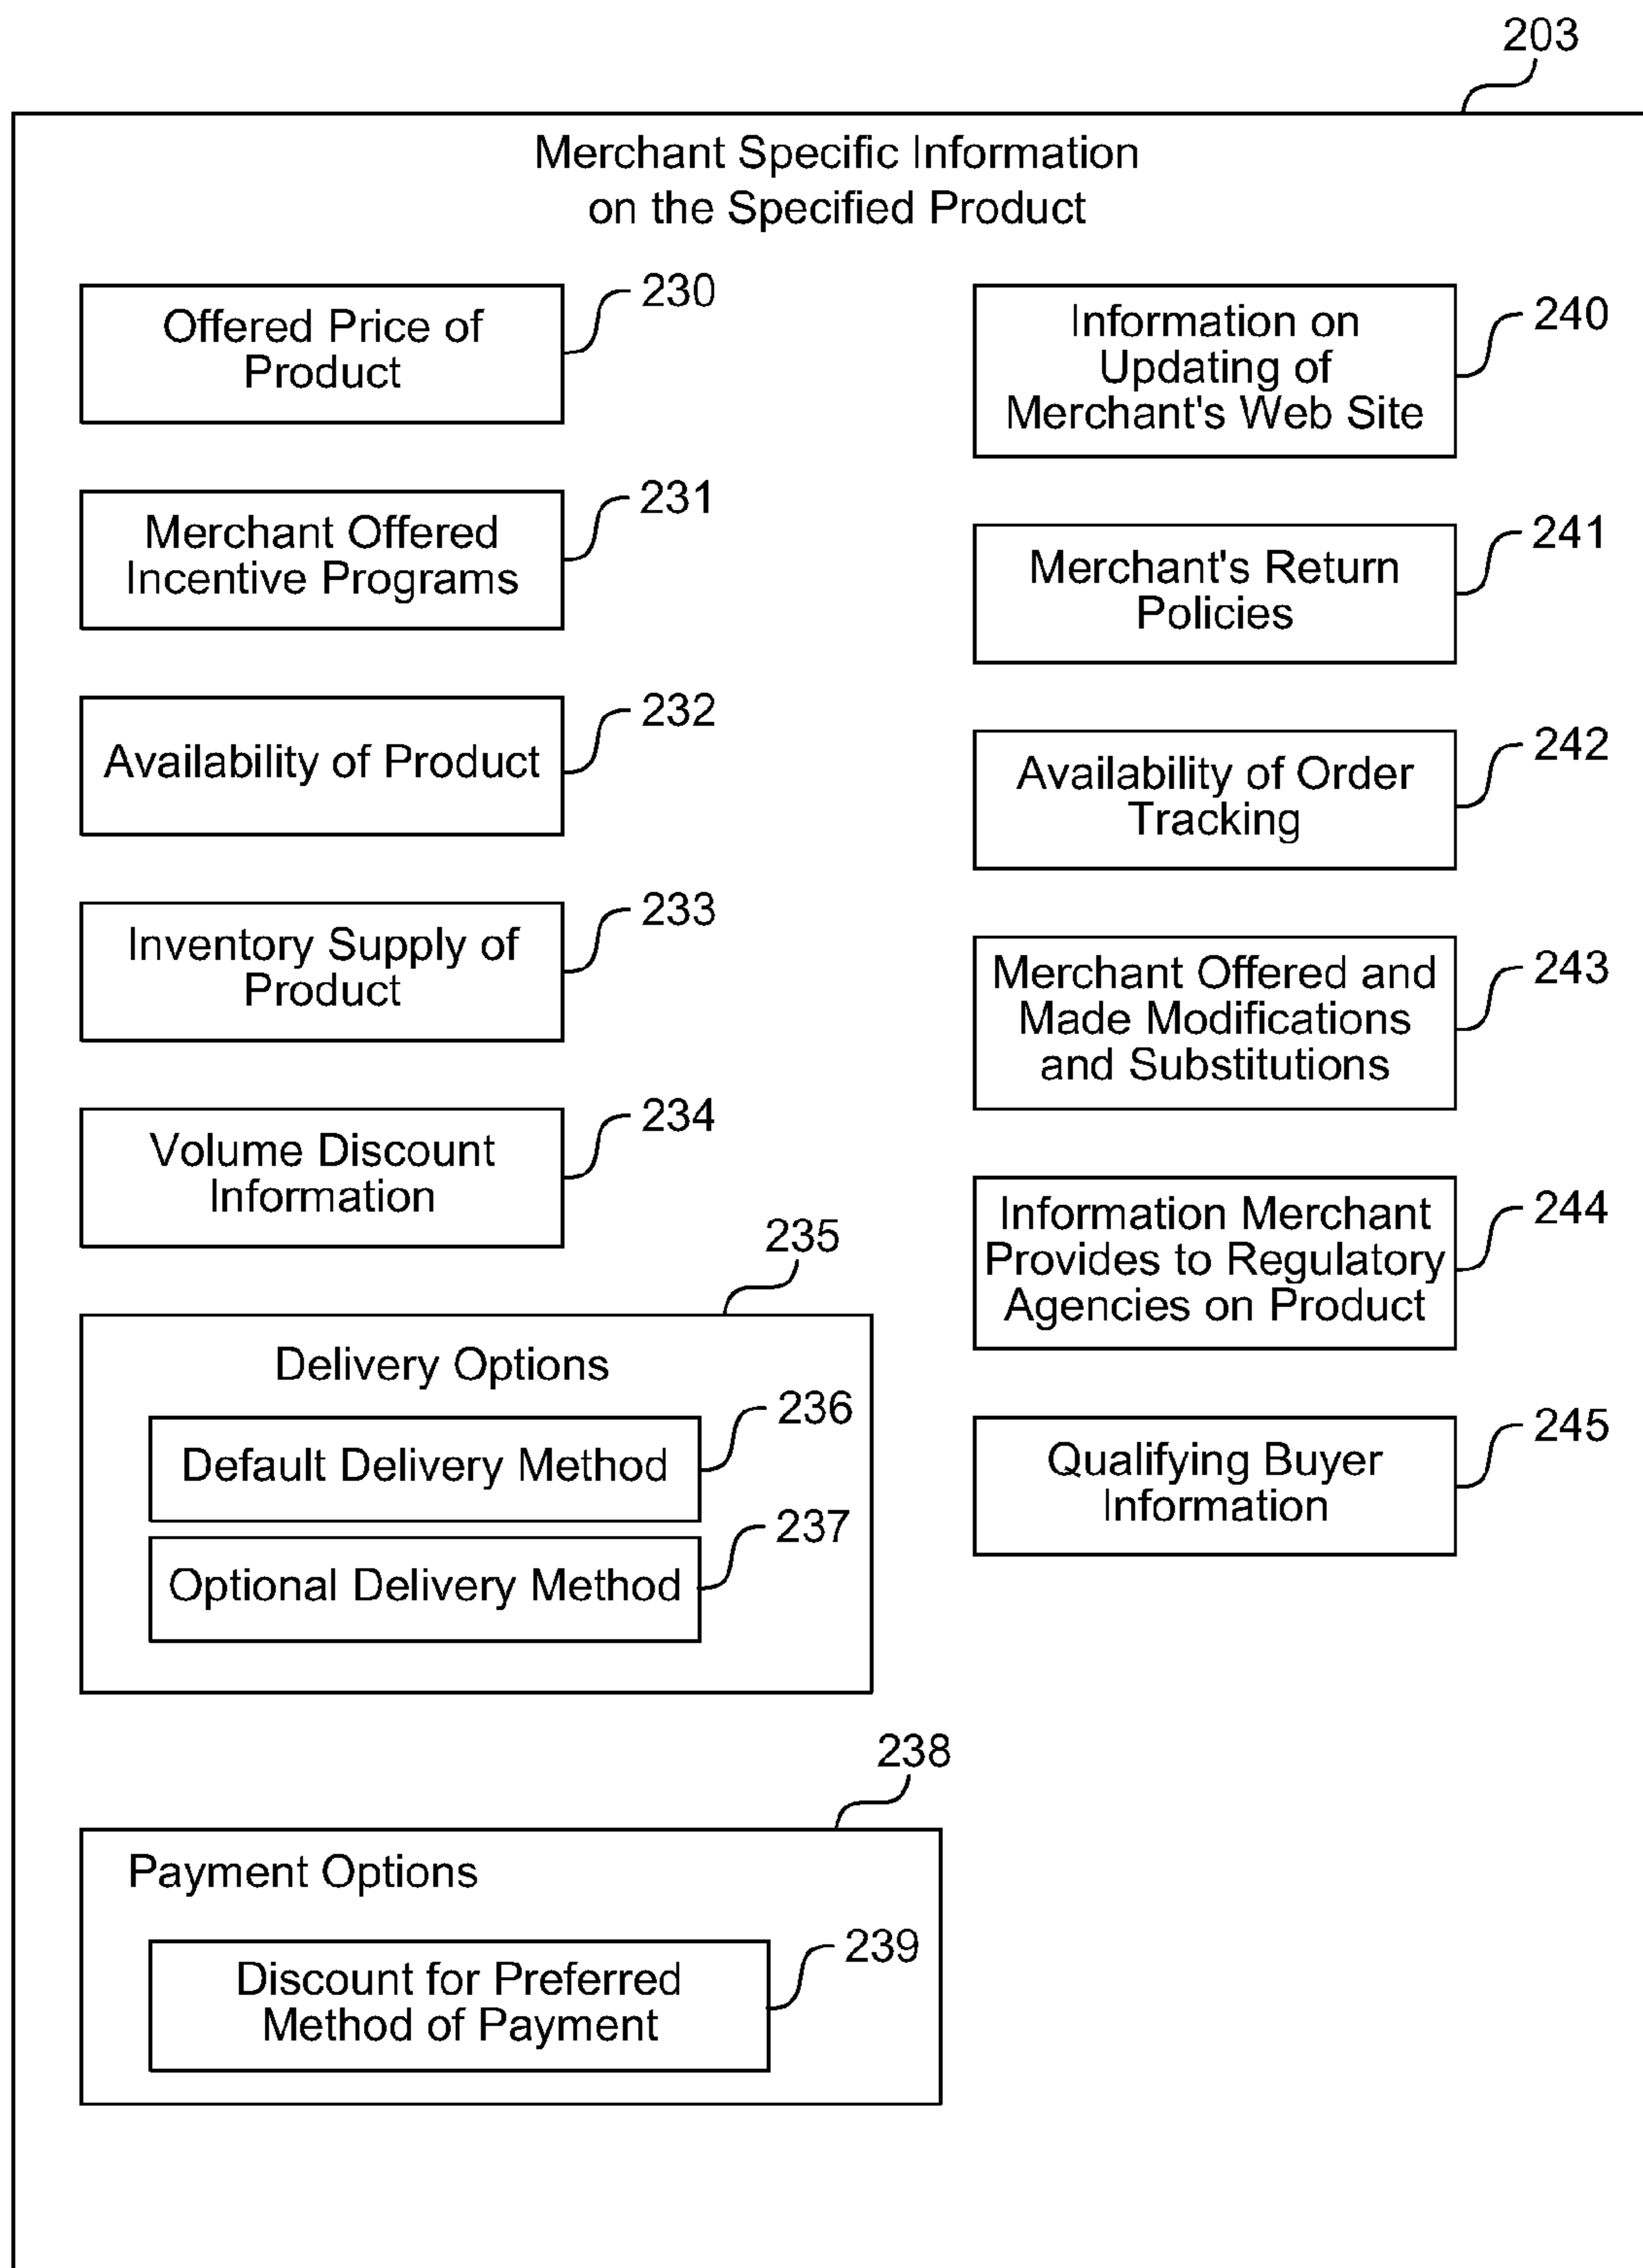 203
Merchant Specific Information
on the Specified Product
Offered Price of
Product
230
Merchant Offered
Incentive Programs
231
Availability of Product
232
Inventory Supply of
Product
233
Volume Discount
Information
234
235
Delivery Options
Default Delivery Method
236
Optional Delivery Method
237
238
Payment Options
Discount for Preferred
Method of Payment
239
Information on
Updating of
Merchant's Web Site
240
Merchant's Return
Policies
241
Availability of Order
Tracking
242
Merchant Offered and
Made Modifications
and Substitutions
243
Information Merchant
Provides to Regulatory
Agencies on Product
244
Qualifying Buyer
Information
245